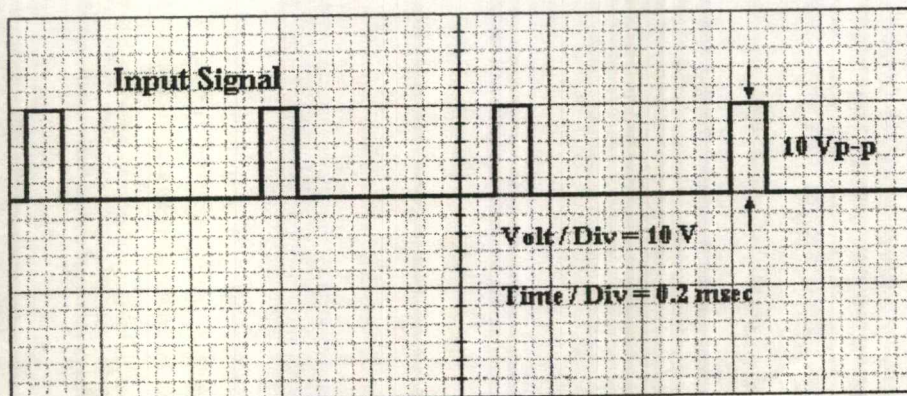 Input Signal
10 Vp-p
Volt / Div = 10 V
Time / Div = 0.2 msec